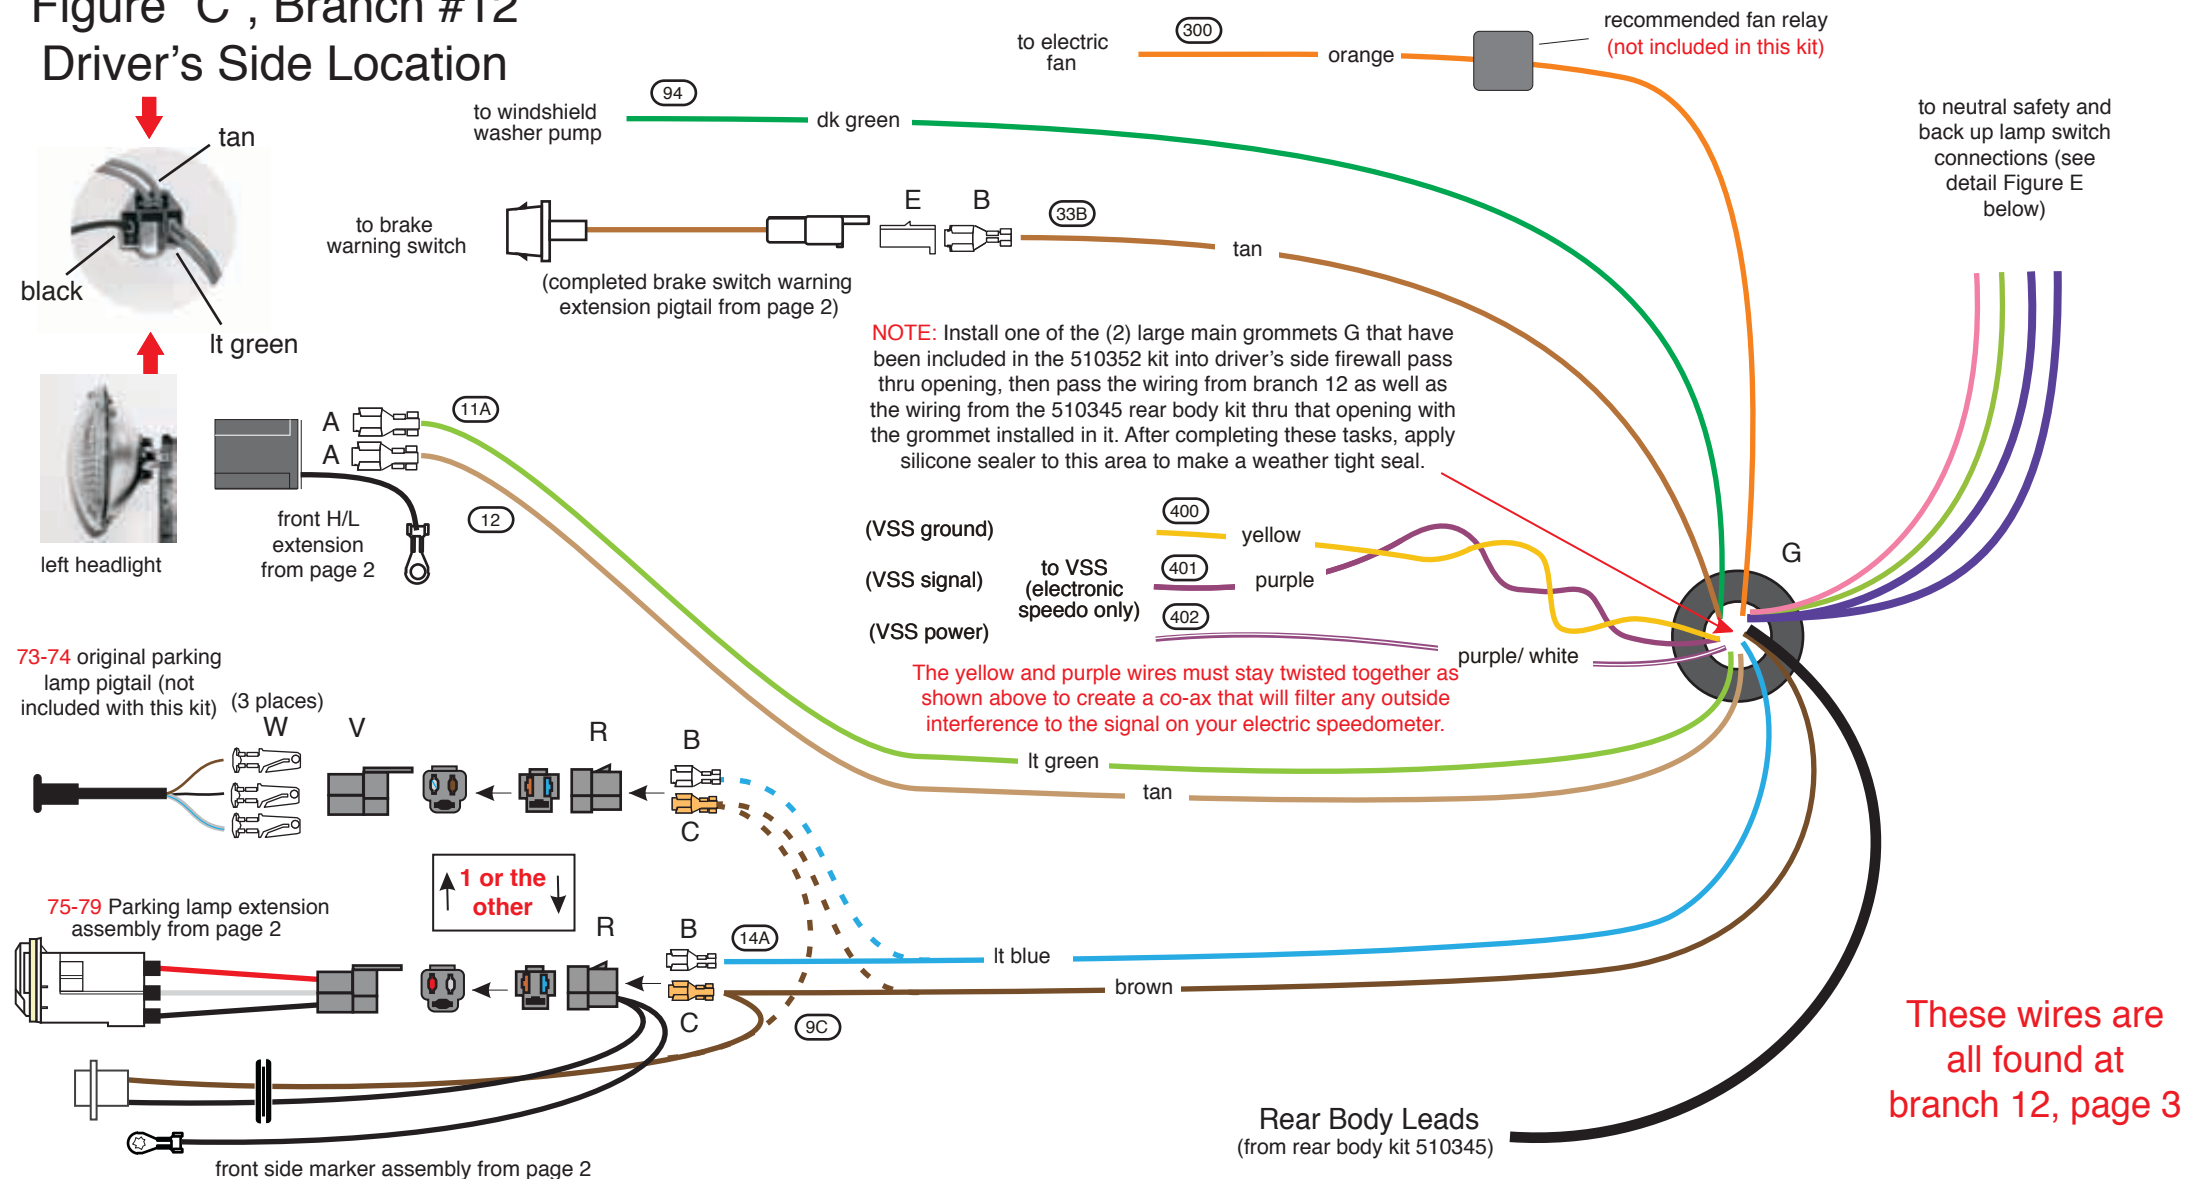 Figure "C", Branch #12
Driver's Side Location
tan
black
lt green
left headlight
to electric
fan
300
orange
recommended fan relay
(not included in this kit)
to windshield
washer pump
94
dk green
to neutral safety and
back up lamp switch
connections (see
detail Figure E
below)
to brake
warning switch
E
B
33B
tan
(completed brake switch warning
extension pigtail from page 2)
NOTE: Install one of the (2) large main grommets G that have
been included in the 510352 kit into driver's side firewall pass
thru opening, then pass the wiring from branch 12 as well as
the wiring from the 510345 rear body kit thru that opening with
the grommet installed in it. After completing these tasks, apply
silicone sealer to this area to make a weather tight seal.
A
A
11A
12
front H/L
extension
from page 2
(VSS ground)
(VSS signal)
(VSS power)
to VSS
(electronic
speedo only)
400
yellow
401
purple
402
purple/ white
G
The yellow and purple wires must stay twisted together as
shown above to create a co-ax that will filter any outside
interference to the signal on your electric speedometer.
lt green
tan
73-74 original parking
lamp pigtail (not
included with this kit)
(3 places)
W
V
R
B
C
1 or the
other
75-79 Parking lamp extension
assembly from page 2
R
B
C
14A
9C
lt blue
brown
front side marker assembly from page 2
Rear Body Leads
(from rear body kit 510345)
These wires are
all found at
branch 12, page 3